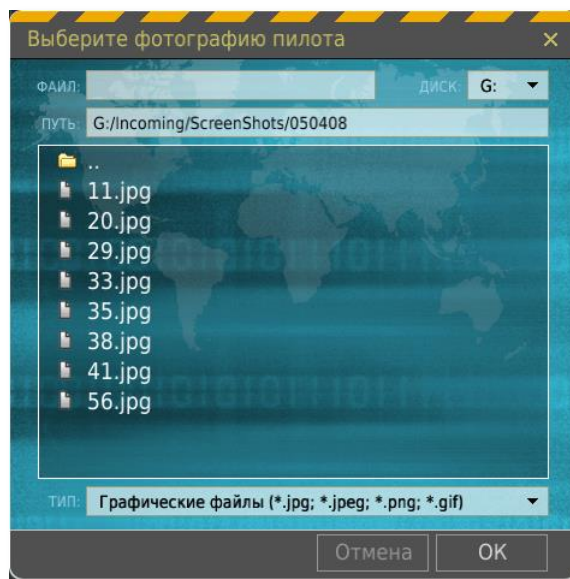 Выберите фотографию пилота ×
ФАЙЛ: ДИСК: G:
ПУТЬ: G:/Incoming/ScreenShots/050408
..
11.jpg
20.jpg
29.jpg
33.jpg
35.jpg
38.jpg
41.jpg
56.jpg
ТИП: Графические файлы (*.jpg; *.jpeg; *.png; *.gif)
Отмена OK